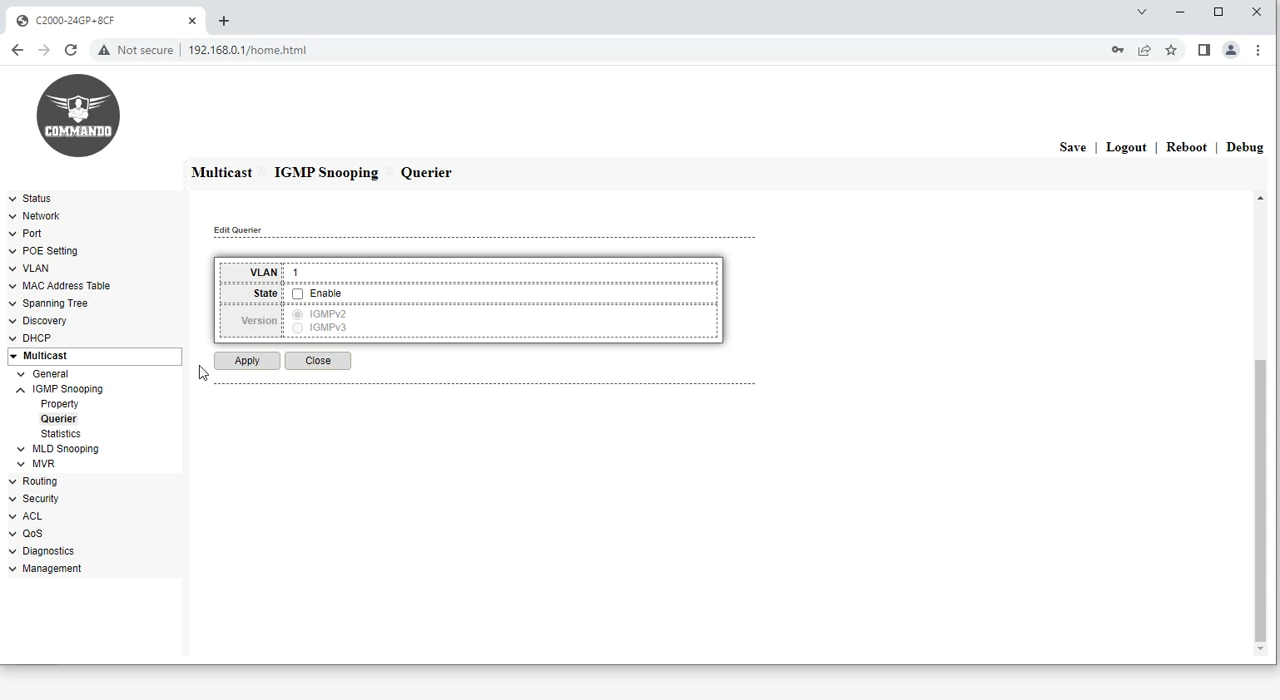 C2000-24GP+8CF
Not secure 192.168.0.1/home.html
COMMANDO
Save | Logout | Reboot | Debug
Multicast IGMP Snooping Querier
Status
Network
Port
POE Setting
VLAN
MAC Address Table
Spanning Tree
Discovery
DHCP
Multicast
General
IGMP Snooping
Property
Querier
Statistics
MLD Snooping
MVR
Routing
Security
ACL
QoS
Diagnostics
Management
Edit Querier
VLAN 1
State Enable
Version IGMPv2
IGMPv3
Apply Close